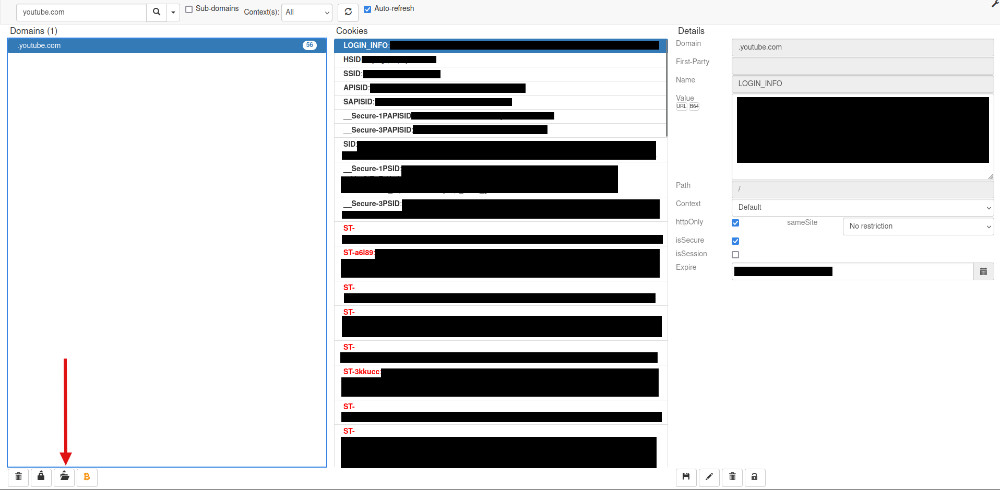 youtube.com
Sub-domains
Context(s):
All
Auto-refresh
Domains (1)
.youtube.com
56
Cookies
LOGIN_INFO:
HSID
SSID:
APISID:
SAPISID:
__Secure-1PAPISID
__Secure-3PAPISID:
SID:
__Secure-1PSID:
__Secure-3PSID:
ST-
ST-a6l89:
ST-
ST-
ST-
ST-3kkucc:
ST-
ST-
Details
Domain
.youtube.com
First-Party
Name
LOGIN_INFO
Value
URL B64
Path
/
Context
Default
httpOnly
sameSite
No restriction
isSecure
isSession
Expire
B